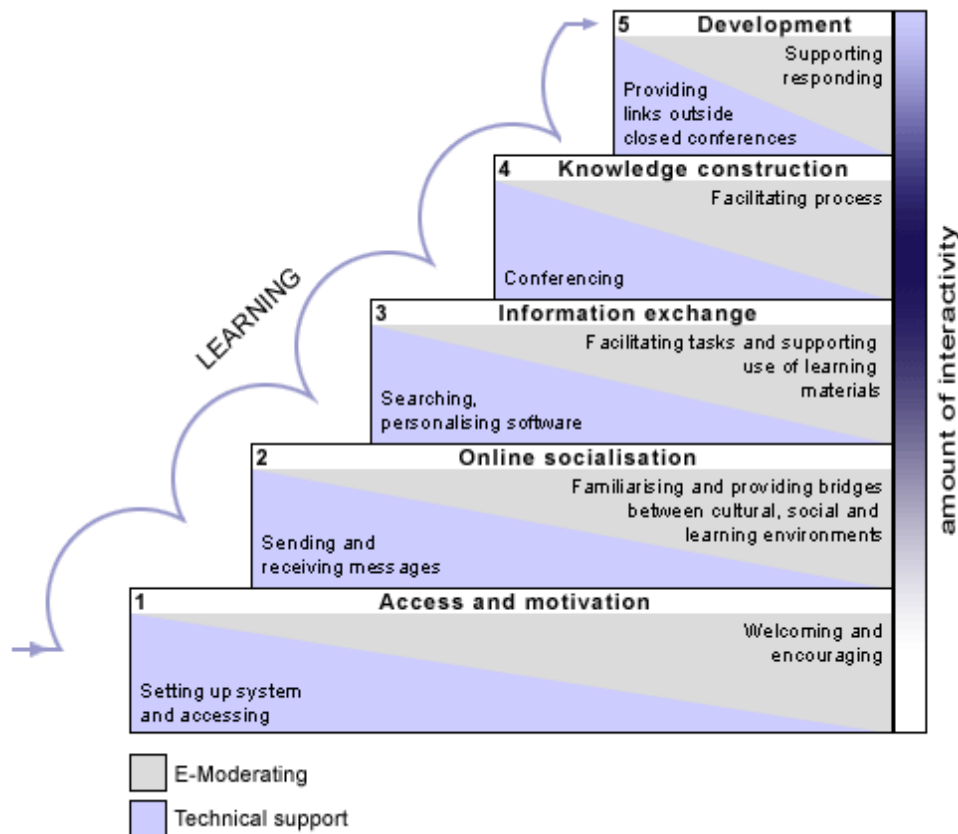 5 Development
Supporting
responding
Providing
links outside
closed conferences
4 Knowledge construction
Facilitating process
Conferencing
3 Information exchange
Facilitating tasks and supporting
use of learning
materials
Searching,
personalising software
2 Online socialisation
Familiarising and providing bridges
between cultural, social and
learning environments
Sending and
receiving messages
1 Access and motivation
Welcoming and
encouraging
Setting up system
and accessing
LEARNING
amount of interactivity
E-Moderating
Technical support